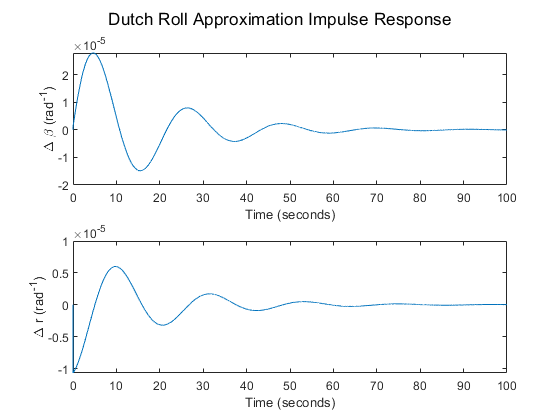 Dutch Roll Approximation Impulse Response
×10⁻⁵
2
1
0
-1
-2
Δ β (rad⁻¹)
0 10 20 30 40 50 60 70 80 90 100
Time (seconds)
×10⁻⁵
1
0.5
0
-0.5
-1
Δ r (rad⁻¹)
0 10 20 30 40 50 60 70 80 90 100
Time (seconds)